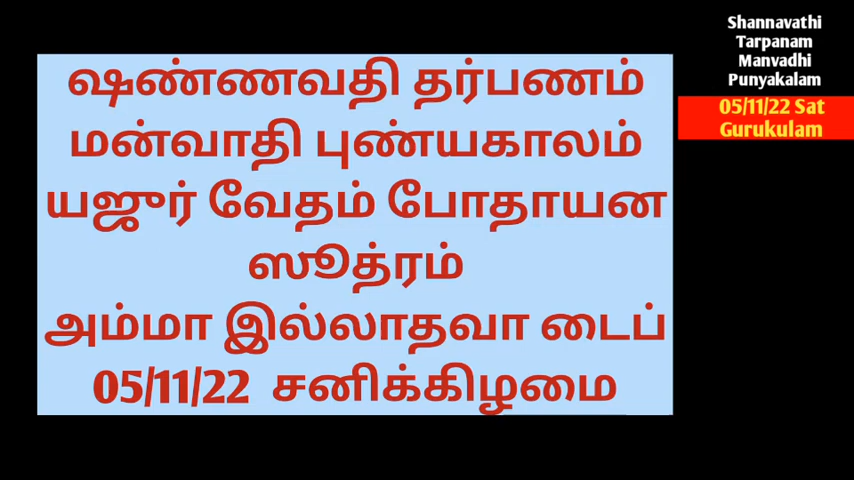 ஷண்ணவதி தர்பணம்
மன்வாதி புண்யகாலம்
யஜுர் வேதம் போதாயன
ஸூத்ரம்
அம்மா இல்லாதவா டைப்
05/11/22 சனிக்கிழமை
Shannavathi
Tarpanam
Manvadhi
Punyakalam
05/11/22 Sat
Gurukulam